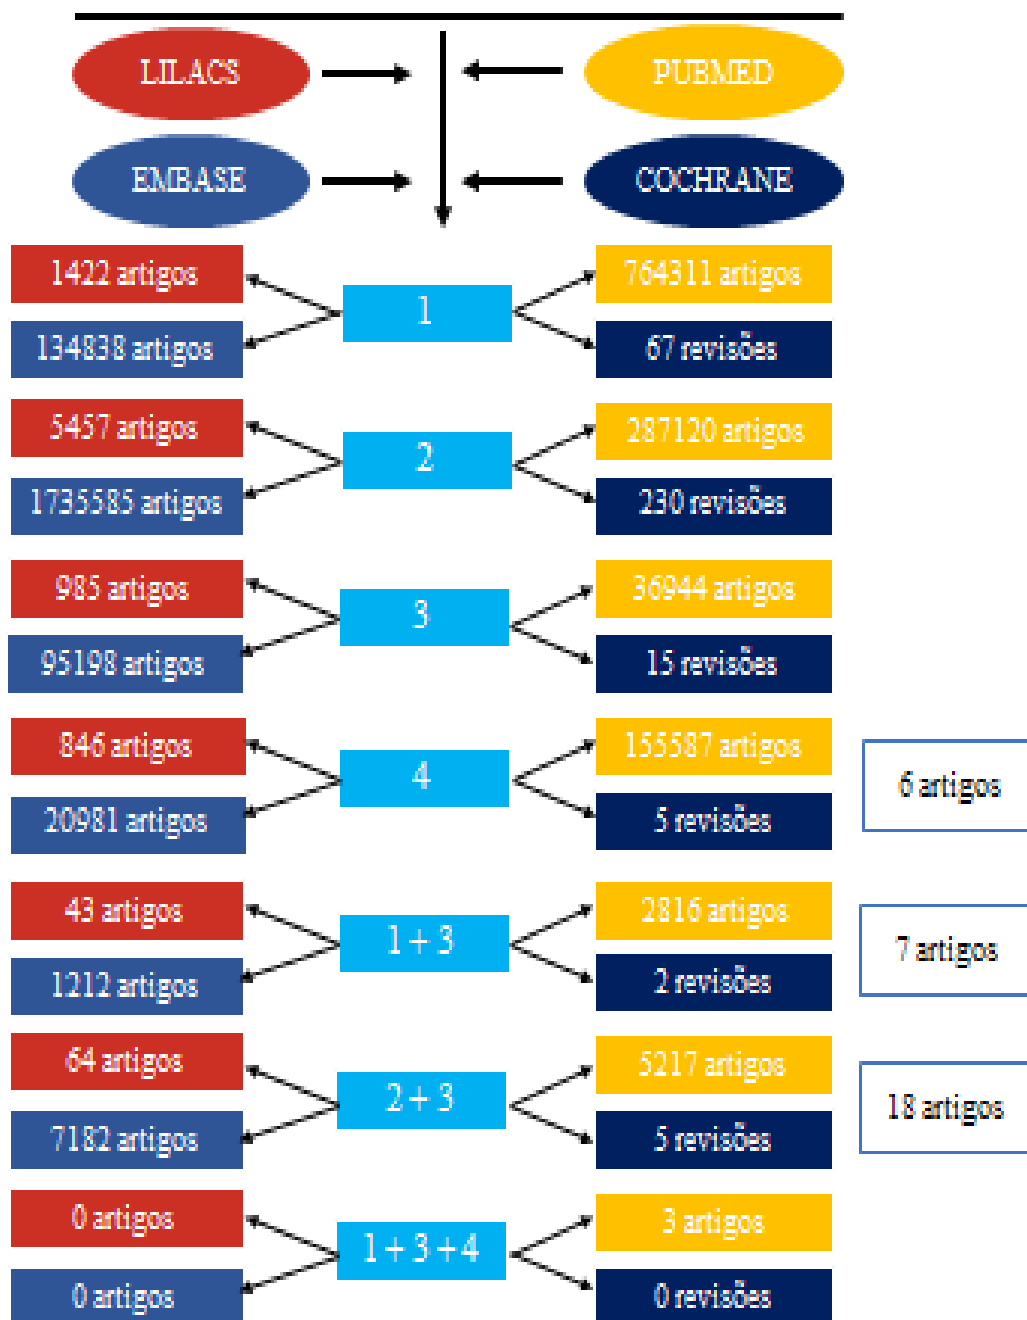 LILACS
PUBMED
EMBASE
COCHRANE
1422 artigos
764311 artigos
1
134838 artigos
67 revisões
5457 artigos
287120 artigos
2
1735585 artigos
230 revisões
985 artigos
36944 artigos
3
95198 artigos
15 revisões
846 artigos
155587 artigos
4
6 artigos
20981 artigos
5 revisões
43 artigos
2816 artigos
1 + 3
7 artigos
1212 artigos
2 revisões
64 artigos
5217 artigos
2 + 3
18 artigos
7182 artigos
5 revisões
0 artigos
3 artigos
1 + 3 + 4
0 artigos
0 revisões